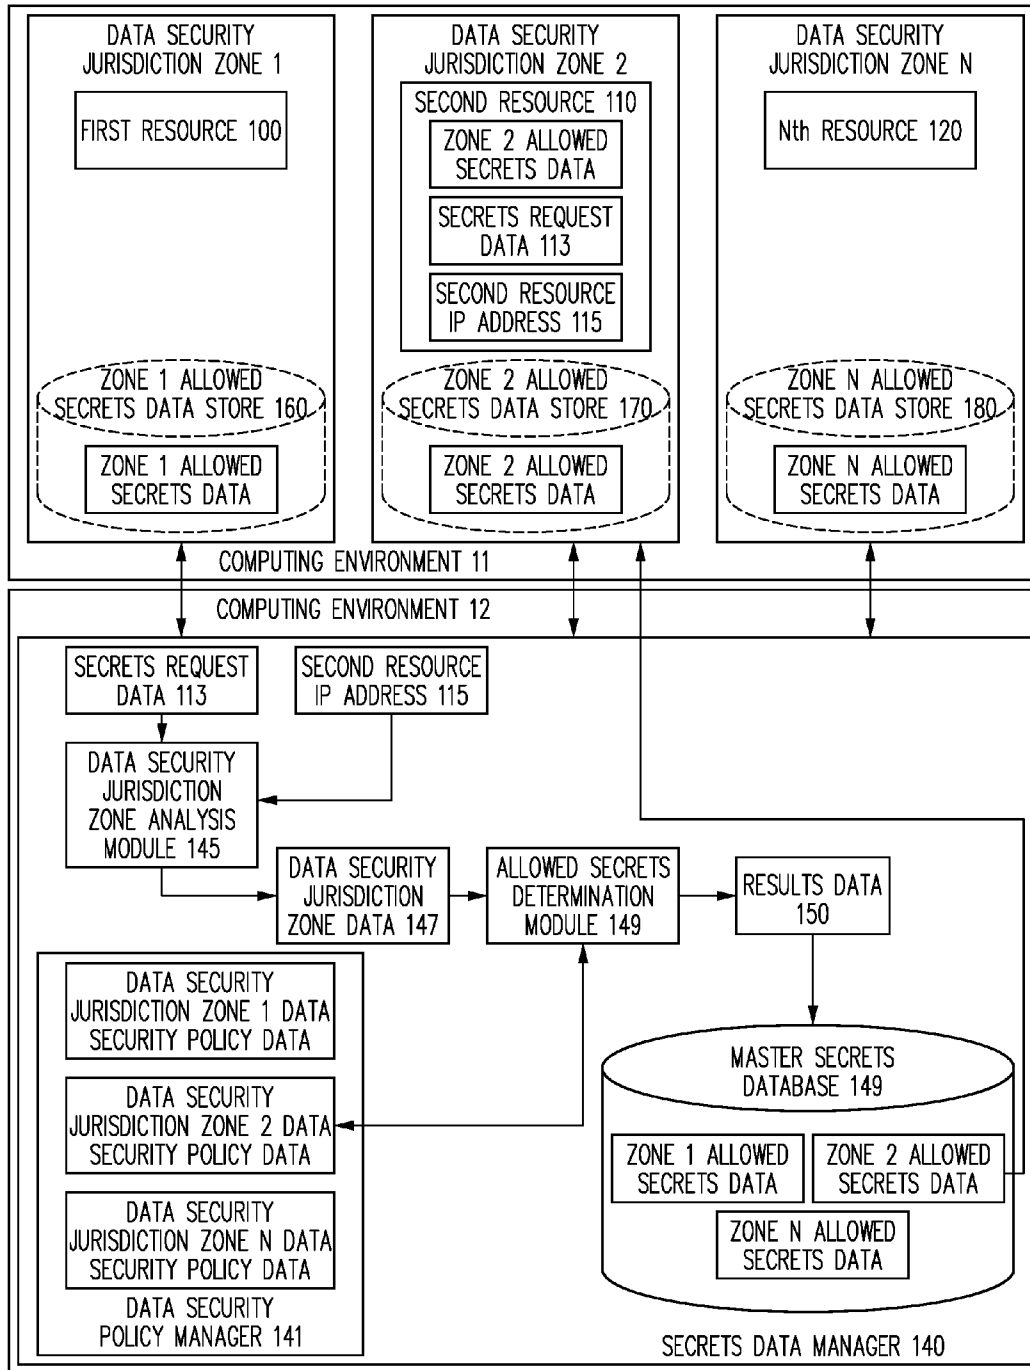 DATA SECURITY
JURISDICTION ZONE 1
FIRST RESOURCE 100
ZONE 1 ALLOWED
SECRETS DATA STORE 160
ZONE 1 ALLOWED
SECRETS DATA
DATA SECURITY
JURISDICTION ZONE 2
SECOND RESOURCE 110
ZONE 2 ALLOWED
SECRETS DATA
SECRETS REQUEST
DATA 113
SECOND RESOURCE
IP ADDRESS 115
ZONE 2 ALLOWED
SECRETS DATA STORE 170
ZONE 2 ALLOWED
SECRETS DATA
DATA SECURITY
JURISDICTION ZONE N
Nth RESOURCE 120
ZONE N ALLOWED
SECRETS DATA STORE 180
ZONE N ALLOWED
SECRETS DATA
COMPUTING ENVIRONMENT 11
COMPUTING ENVIRONMENT 12
SECRETS REQUEST
DATA 113
SECOND RESOURCE
IP ADDRESS 115
DATA SECURITY
JURISDICTION
ZONE ANALYSIS
MODULE 145
DATA SECURITY
JURISDICTION
ZONE DATA 147
ALLOWED SECRETS
DETERMINATION
MODULE 149
RESULTS DATA
150
DATA SECURITY
JURISDICTION ZONE 1 DATA
SECURITY POLICY DATA
DATA SECURITY
JURISDICTION ZONE 2 DATA
SECURITY POLICY DATA
DATA SECURITY
JURISDICTION ZONE N DATA
SECURITY POLICY DATA
DATA SECURITY
POLICY MANAGER 141
MASTER SECRETS
DATABASE 149
ZONE 1 ALLOWED
SECRETS DATA
ZONE 2 ALLOWED
SECRETS DATA
ZONE N ALLOWED
SECRETS DATA
SECRETS DATA MANAGER 140